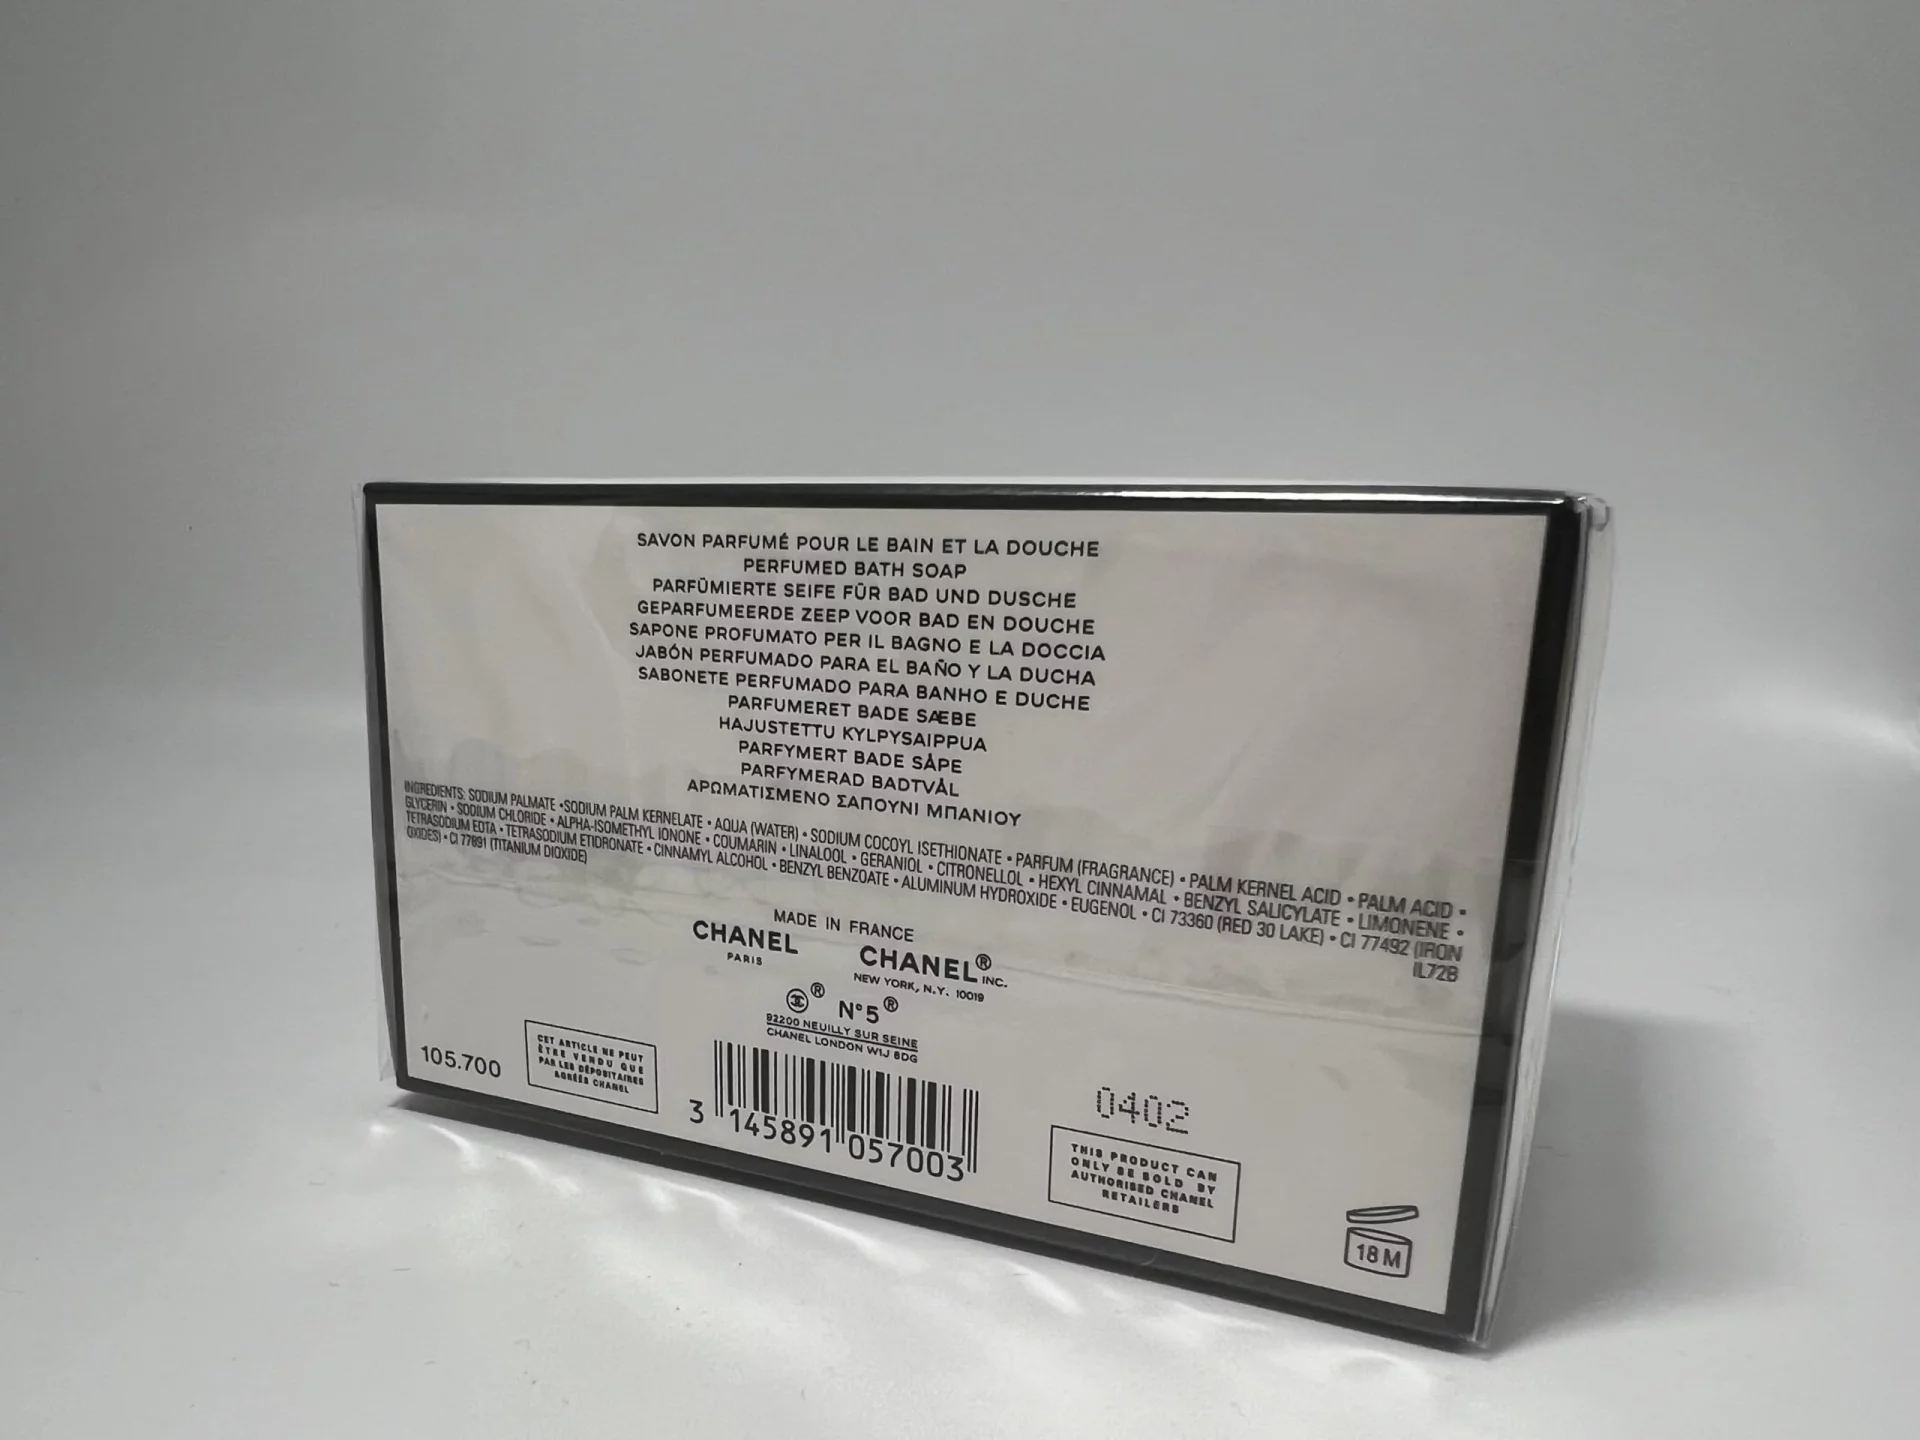 SAVON PARFUMÉ POUR LE BAIN ET LA DOUCHE
PERFUMED BATH SOAP
PARFÜMIERTE SEIFE FÜR BAD UND DUSCHE
GEPARFUMEERDE ZEEP VOOR BAD EN DOUCHE
SAPONE PROFUMATO PER IL BAGNO E LA DOCCIA
JABÓN PERFUMADO PARA EL BAÑO Y LA DUCHA
SABONETE PERFUMADO PARA BANHO E DUCHE
PARFUMERET BADE SÆBE
HAJUSTETTU KYLPYSAIPPUA
PARFYMERT BADE SÅPE
PARFYMERAD BADTVÅL
ΑΡΩΜΑΤΙΣΜΕΝΟ ΣΑΠΟΥΝΙ ΜΠΑΝΙΟΥ
INGREDIENTS: SODIUM PALMATE • SODIUM PALM KERNELATE • AQUA (WATER) • SODIUM COCOYL ISETHIONATE • PARFUM (FRAGRANCE) • PALM KERNEL ACID • PALM ACID •
GLYCERIN • SODIUM CHLORIDE • ALPHA-ISOMETHYL IONONE • COUMARIN • LINALOOL • GERANIOL • CITRONELLOL • HEXYL CINNAMAL • BENZYL SALICYLATE • LIMONENE •
TETRASODIUM EDTA • TETRASODIUM ETIDRONATE • CINNAMYL ALCOHOL • BENZYL BENZOATE • ALUMINUM HYDROXIDE • EUGENOL • CI 73360 (RED 30 LAKE) • CI 77492 (IRON
OXIDES) • CI 77891 (TITANIUM DIOXIDE) IL72B
MADE IN FRANCE
CHANEL
PARIS
CHANEL® INC.
NEW YORK, N.Y. 10019
® N°5®
92200 NEUILLY SUR SEINE
CHANEL LONDON W1J 6DG
105.700
CET ARTICLE NE PEUT
ÊTRE VENDU QUE
PAR LES DÉPOSITAIRES
AGRÉÉS CHANEL
3 145891 057003
0402
THIS PRODUCT CAN
ONLY BE SOLD BY
AUTHORISED CHANEL
RETAILERS
18 M